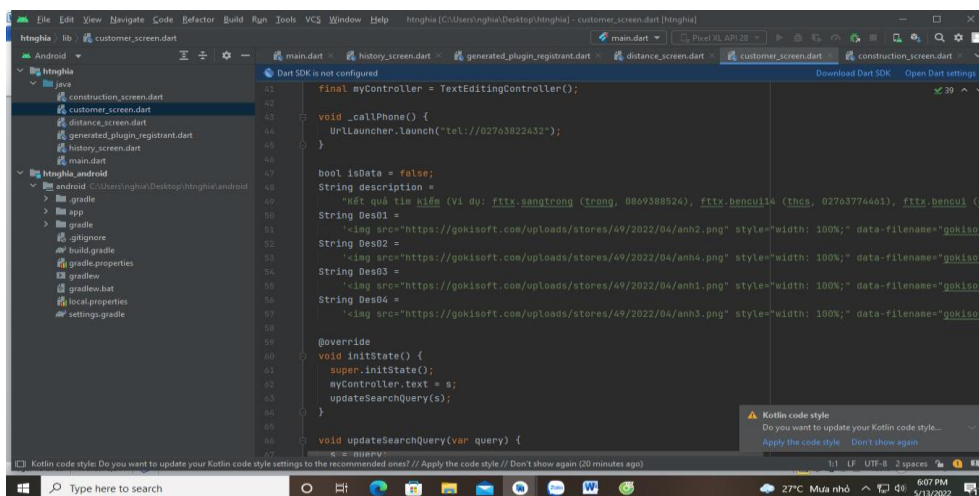 File Edit View Navigate Code Refactor Build Run Tools VCS Window Help htnghia [C:\Users\nghia\Desktop\htnghia] - customer_screen.dart [htnghia]
htnghia lib customer_screen.dart main.dart Pixel XL API 28
Android main.dart history_screen.dart generated_plugin_registrant.dart distance_screen.dart customer_screen.dart construction_screen.dart
Dart SDK is not configured Download Dart SDK Open Dart settings
htnghia
java
construction_screen.dart
customer_screen.dart
distance_screen.dart
generated_plugin_registrant.dart
history_screen.dart
main.dart
htnghia_android
android C:\Users\nghia\Desktop\htnghia\android
.gradle
app
gradle
.gitignore
build.gradle
gradle.properties
gradlew
gradlew.bat
local.properties
settings.gradle
39
41 final myController = TextEditingController();
42
43 void _callPhone() {
44 UrlLauncher.launch("tel://02763822432");
45 }
46
47 bool isData = false;
48 String description =
49 "Kết quả tìm kiếm (Ví dụ: fttx.sangtrong (trong, 0869388524), fttx.bencui14 (thcs, 02763774461), fttx.bencui (
50 String Des01 =
51 '<img src="https://gokisoft.com/uploads/stores/49/2022/04/anh2.png" style="width: 100%;" data-filename="gokiso
52 String Des02 =
53 '<img src="https://gokisoft.com/uploads/stores/49/2022/04/anh4.png" style="width: 100%;" data-filename="gokiso
54 String Des03 =
55 '<img src="https://gokisoft.com/uploads/stores/49/2022/04/anh1.png" style="width: 100%;" data-filename="gokiso
56 String Des04 =
57 '<img src="https://gokisoft.com/uploads/stores/49/2022/04/anh3.png" style="width: 100%;" data-filename="gokiso
58
59 @override
60 void initState() {
61 super.initState();
62 myController.text = s;
63 updateSearchQuery(s);
64 }
65
66 void updateSearchQuery(var query) {
67 s = query;
Kotlin code style
Do you want to update your Kotlin code style...
Apply the code style Don't show again
Kotlin code style: Do you want to update your Kotlin code style settings to the recommended ones? // Apply the code style // Don't show again (20 minutes ago) 1:1 LF UTF-8 2 spaces
Type here to search 27°C Mưa nhỏ 6:07 PM
5/13/2022